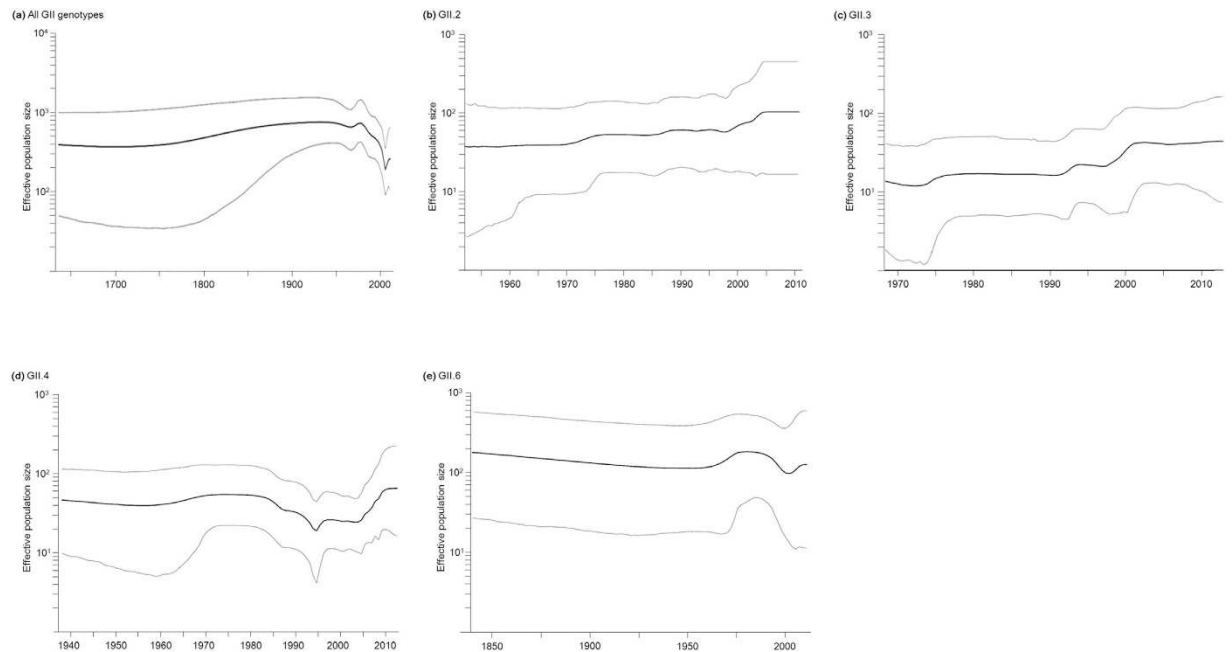 (a) All GII genotypes
Effective population size
10⁴
10³
10²
1700 1800 1900 2000
(b) GII.2
Effective population size
10³
10²
10¹
1960 1970 1980 1990 2000 2010
(c) GII.3
Effective population size
10³
10²
10¹
1970 1980 1990 2000 2010
(d) GII.4
Effective population size
10³
10²
10¹
1940 1950 1960 1970 1980 1990 2000 2010
(e) GII.6
Effective population size
10³
10²
10¹
1850 1900 1950 2000